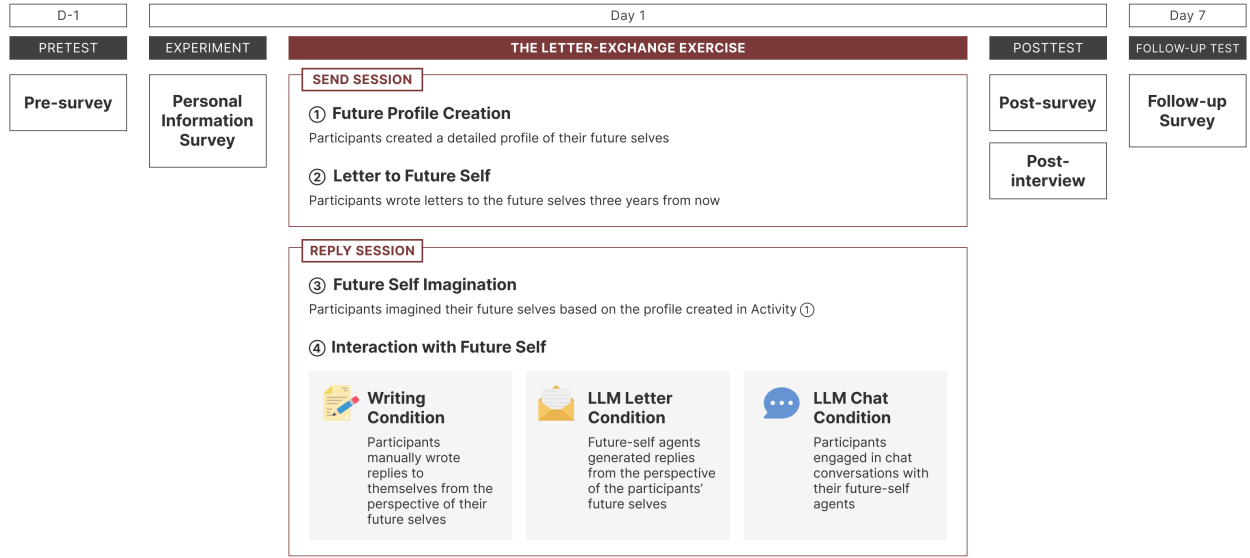 D-1
Day 1
Day 7
PRETEST
EXPERIMENT
THE LETTER-EXCHANGE EXERCISE
POSTTEST
FOLLOW-UP TEST
Pre-survey
Personal
Information
Survey
SEND SESSION
① Future Profile Creation
Participants created a detailed profile of their future selves
② Letter to Future Self
Participants wrote letters to the future selves three years from now
REPLY SESSION
③ Future Self Imagination
Participants imagined their future selves based on the profile created in Activity ①
④ Interaction with Future Self
Writing
Condition
Participants
manually wrote
replies to
themselves from the
perspective of their
future selves
LLM Letter
Condition
Future-self agents
generated replies
from the perspective
of the participants’
future selves
LLM Chat
Condition
Participants
engaged in chat
conversations with
their future-self
agents
Post-survey
Post-
interview
Follow-up
Survey